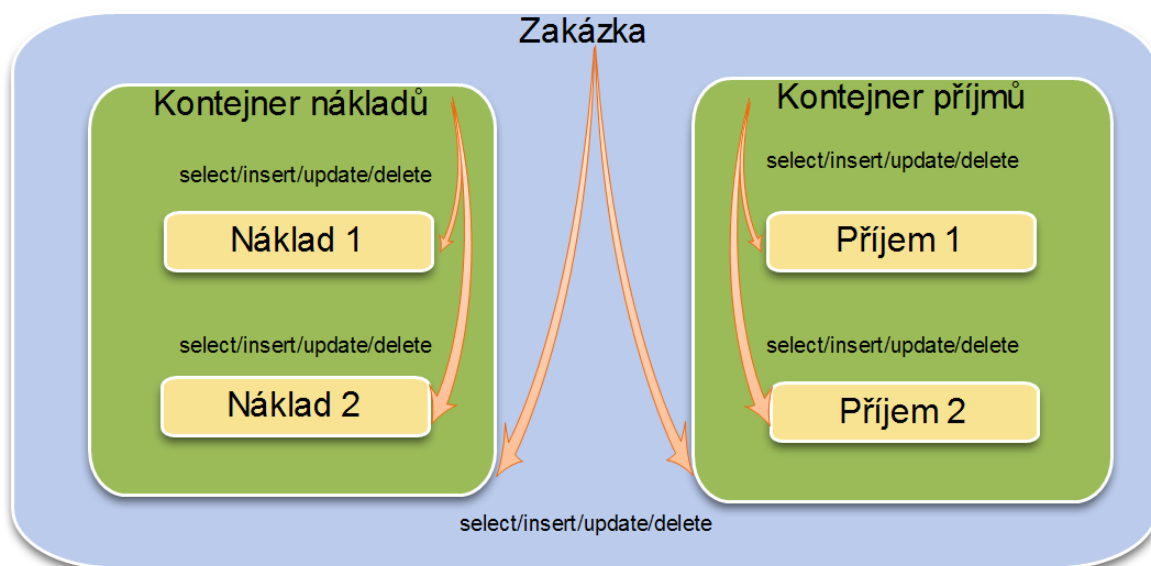 Zakázka
Kontejner nákladů
select/insert/update/delete
Náklad 1
select/insert/update/delete
Náklad 2
Kontejner příjmů
select/insert/update/delete
Příjem 1
select/insert/update/delete
Příjem 2
select/insert/update/delete